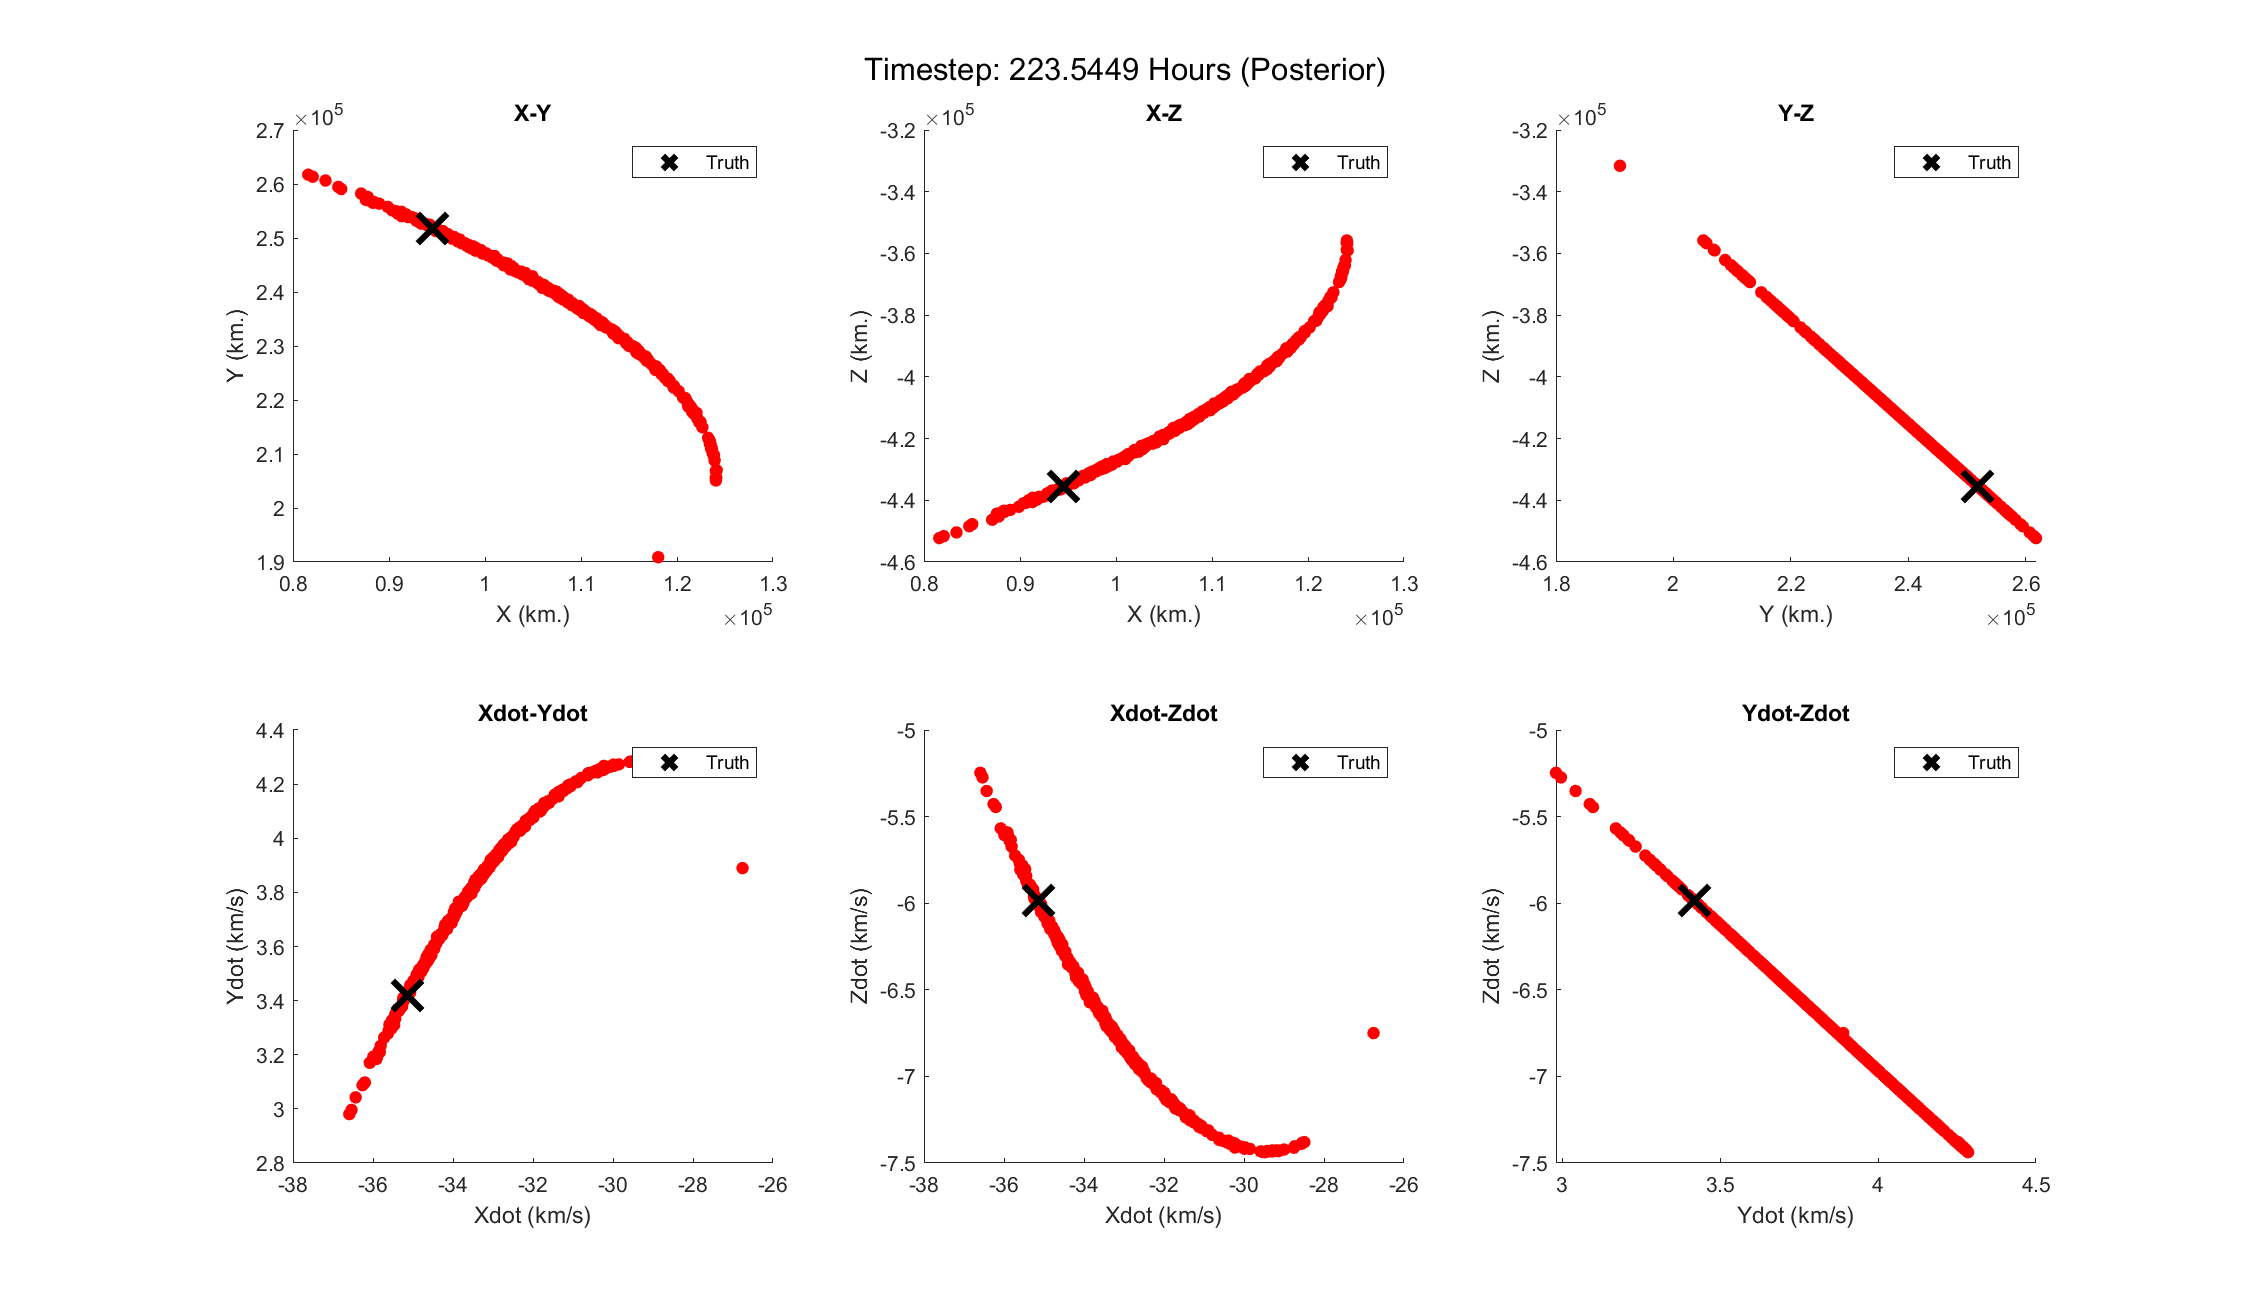 Timestep: 223.5449 Hours (Posterior)
X-Y
×10^5
2.7
2.6
2.5
2.4
2.3
2.2
2.1
2
1.9
Y (km.)
Truth
0.8 0.9 1 1.1 1.2 1.3
X (km.)
×10^5
X-Z
×10^5
-3.2
-3.4
-3.6
-3.8
-4
-4.2
-4.4
-4.6
Z (km.)
Truth
0.8 0.9 1 1.1 1.2 1.3
X (km.)
×10^5
Y-Z
×10^5
-3.2
-3.4
-3.6
-3.8
-4
-4.2
-4.4
-4.6
Z (km.)
Truth
1.8 2 2.2 2.4 2.6
Y (km.)
×10^5
Xdot-Ydot
4.4
4.2
4
3.8
3.6
3.4
3.2
3
2.8
Ydot (km/s)
Truth
-38 -36 -34 -32 -30 -28 -26
Xdot (km/s)
Xdot-Zdot
-5
-5.5
-6
-6.5
-7
-7.5
Zdot (km/s)
Truth
-38 -36 -34 -32 -30 -28 -26
Xdot (km/s)
Ydot-Zdot
-5
-5.5
-6
-6.5
-7
-7.5
Zdot (km/s)
Truth
3 3.5 4 4.5
Ydot (km/s)